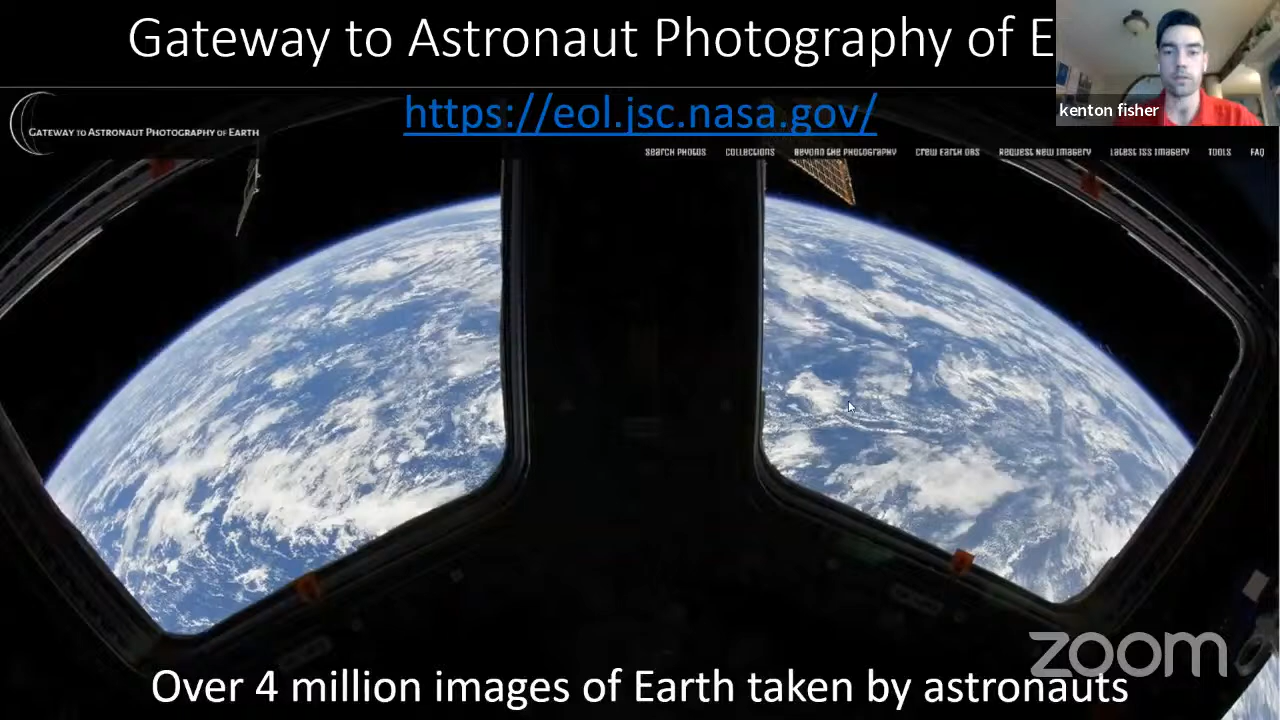 Gateway to Astronaut Photography of E
kenton fisher
https://eol.jsc.nasa.gov/
GATEWAY TO ASTRONAUT PHOTOGRAPHY OF EARTH
SEARCH PHOTOS COLLECTIONS BEYOND THE PHOTOGRAPHY CREW EARTH OBS REQUEST NEW IMAGERY LATEST ISS IMAGERY TOOLS FAQ
zoom
Over 4 million images of Earth taken by astronauts